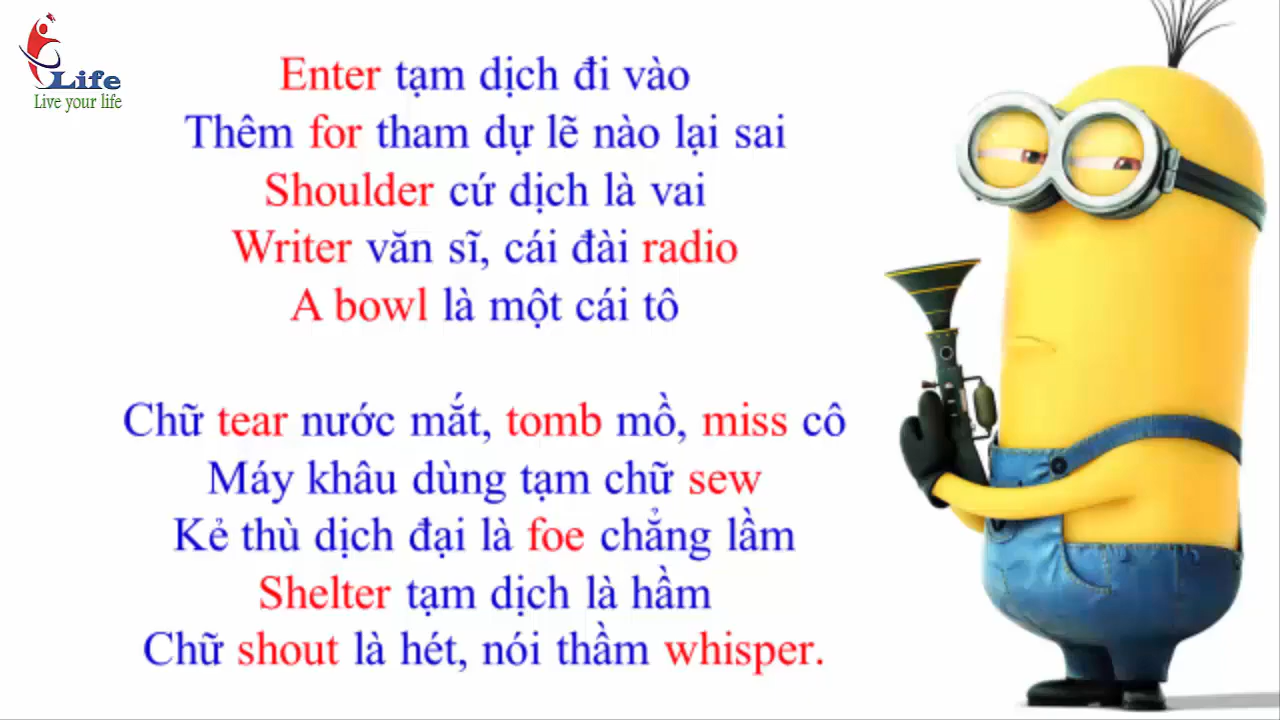 Life
Live your life
Enter tạm dịch đi vào
Thêm for tham dự lẽ nào lại sai
Shoulder cứ dịch là vai
Writer văn sĩ, cái đài radio
A bowl là một cái tô
Chữ tear nước mắt, tomb mồ, miss cô
Máy khâu dùng tạm chữ sew
Kẻ thù dịch đại là foe chẳng lầm
Shelter tạm dịch là hầm
Chữ shout là hét, nói thầm whisper.